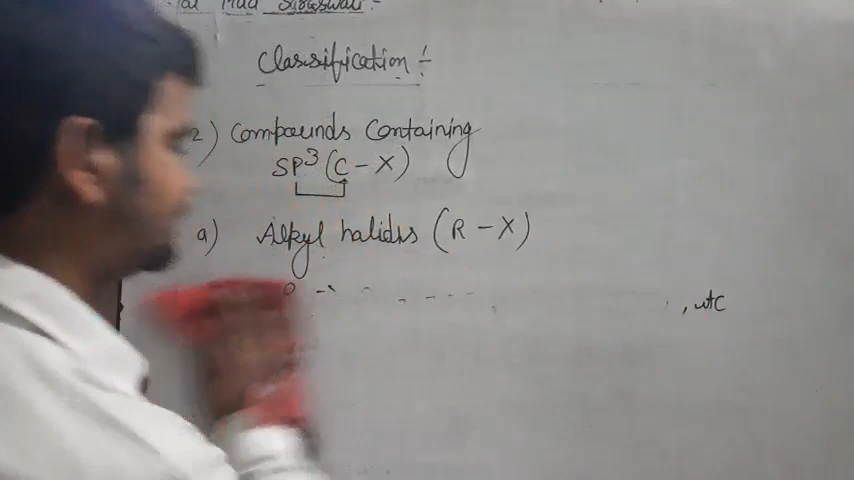 Classification :-
2) Compounds Containing
SP³ (C - X)
a) Alkyl halides (R - X)
, etc